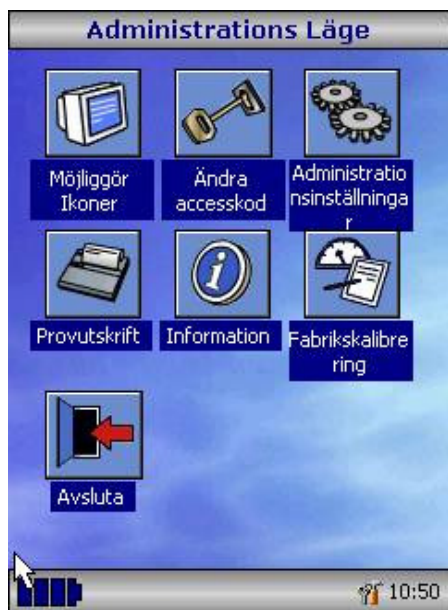 Administrations Läge
Möjliggör
Ikoner
Ändra
accesskod
Administratio
nsinställninga
r
Provutskrift
Information
Fabrikskalibre
ring
Avsluta
10:50